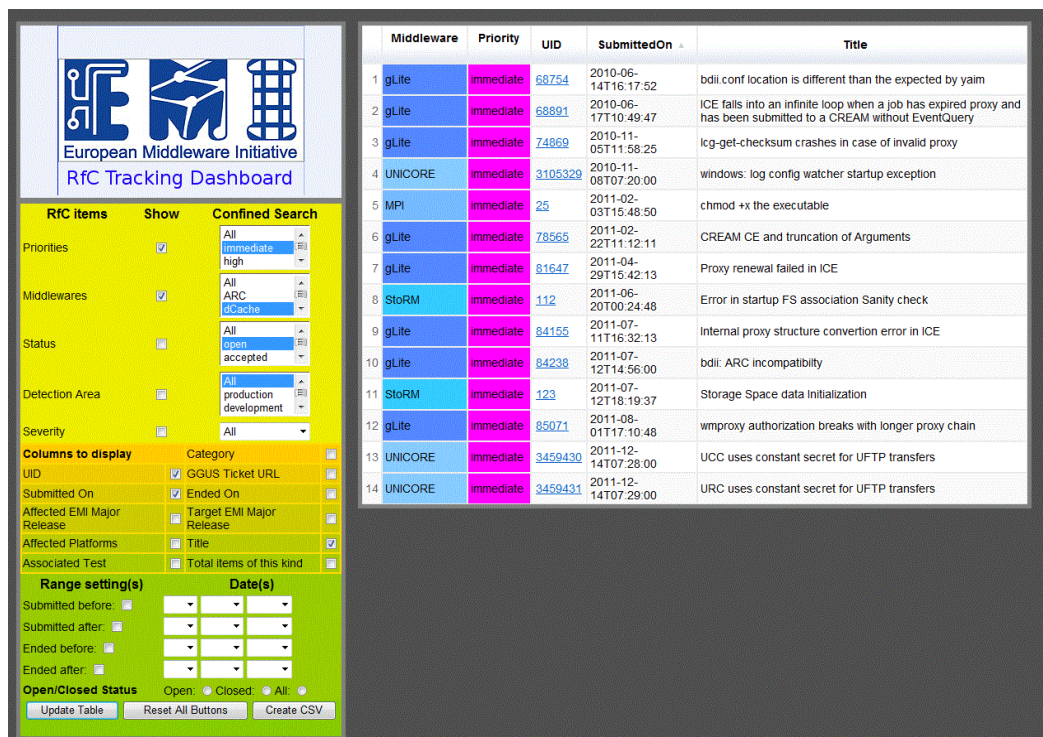 EMI
European Middleware Initiative
RfC Tracking Dashboard
RfC items Show Confined Search
Priorities
All
immediate
high
Middlewares
All
ARC
dCache
Status
All
open
accepted
Detection Area
All
production
development
Severity All
Columns to display Category
UID GGUS Ticket URL
Submitted On Ended On
Affected EMI Major Release Target EMI Major Release
Affected Platforms Title
Associated Test Total items of this kind
Range setting(s) Date(s)
Submitted before:
Submitted after:
Ended before:
Ended after:
Open/Closed Status Open: Closed: All:
Update Table Reset All Buttons Create CSV
Middleware Priority UID SubmittedOn Title
1 gLite immediate 68754 2010-06-14T16:17:52 bdii.conf location is different than the expected by yaim
2 gLite immediate 68891 2010-06-17T10:49:47 ICE falls into an infinite loop when a job has expired proxy and has been submitted to a CREAM without EventQuery
3 gLite immediate 74869 2010-11-05T11:58:25 lcg-get-checksum crashes in case of invalid proxy
4 UNICORE immediate 3105329 2010-11-08T07:20:00 windows: log config watcher startup exception
5 MPI immediate 25 2011-02-03T15:48:50 chmod +x the executable
6 gLite immediate 78565 2011-02-22T11:12:11 CREAM CE and truncation of Arguments
7 gLite immediate 81647 2011-04-29T15:42:13 Proxy renewal failed in ICE
8 StoRM immediate 112 2011-06-20T00:24:48 Error in startup FS association Sanity check
9 gLite immediate 84155 2011-07-11T16:32:13 Internal proxy structure convertion error in ICE
10 gLite immediate 84238 2011-07-12T14:56:00 bdii: ARC incompatibilty
11 StoRM immediate 123 2011-07-12T18:19:37 Storage Space data Initialization
12 gLite immediate 85071 2011-08-01T17:10:48 wmproxy authorization breaks with longer proxy chain
13 UNICORE immediate 3459430 2011-12-14T07:28:00 UCC uses constant secret for UFTP transfers
14 UNICORE immediate 3459431 2011-12-14T07:29:00 URC uses constant secret for UFTP transfers